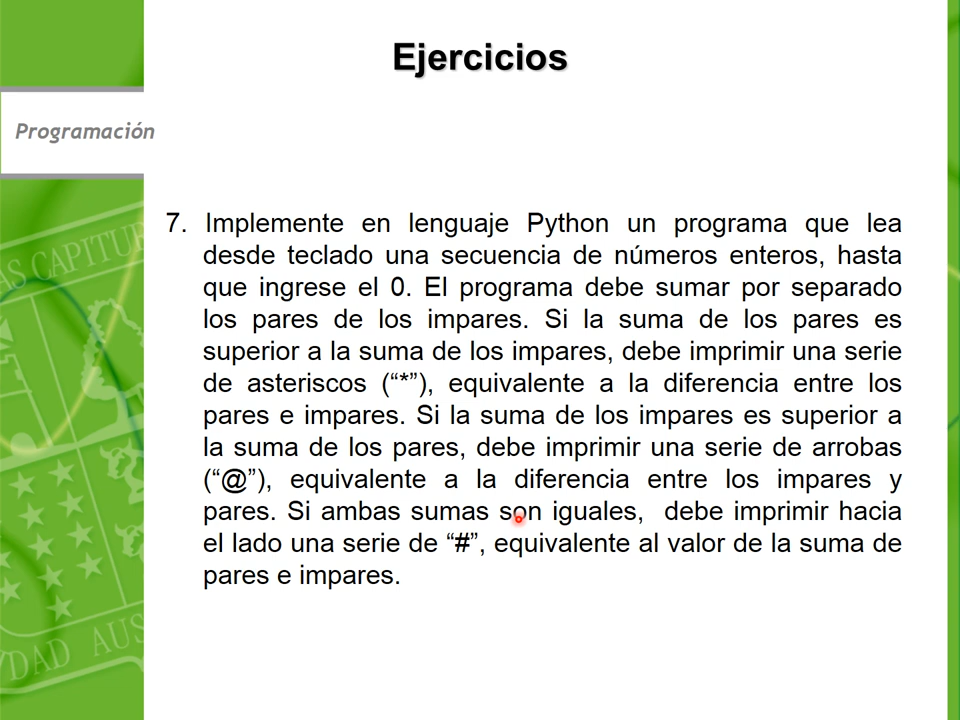 Ejercicios
Programación
7. Implemente en lenguaje Python un programa que lea
desde teclado una secuencia de números enteros, hasta
que ingrese el 0. El programa debe sumar por separado
los pares de los impares. Si la suma de los pares es
superior a la suma de los impares, debe imprimir una serie
de asteriscos (“*”), equivalente a la diferencia entre los
pares e impares. Si la suma de los impares es superior a
la suma de los pares, debe imprimir una serie de arrobas
(“@”), equivalente a la diferencia entre los impares y
pares. Si ambas sumas son iguales, debe imprimir hacia
el lado una serie de “#”, equivalente al valor de la suma de
pares e impares.
AS CAPITUR
DAD AUS